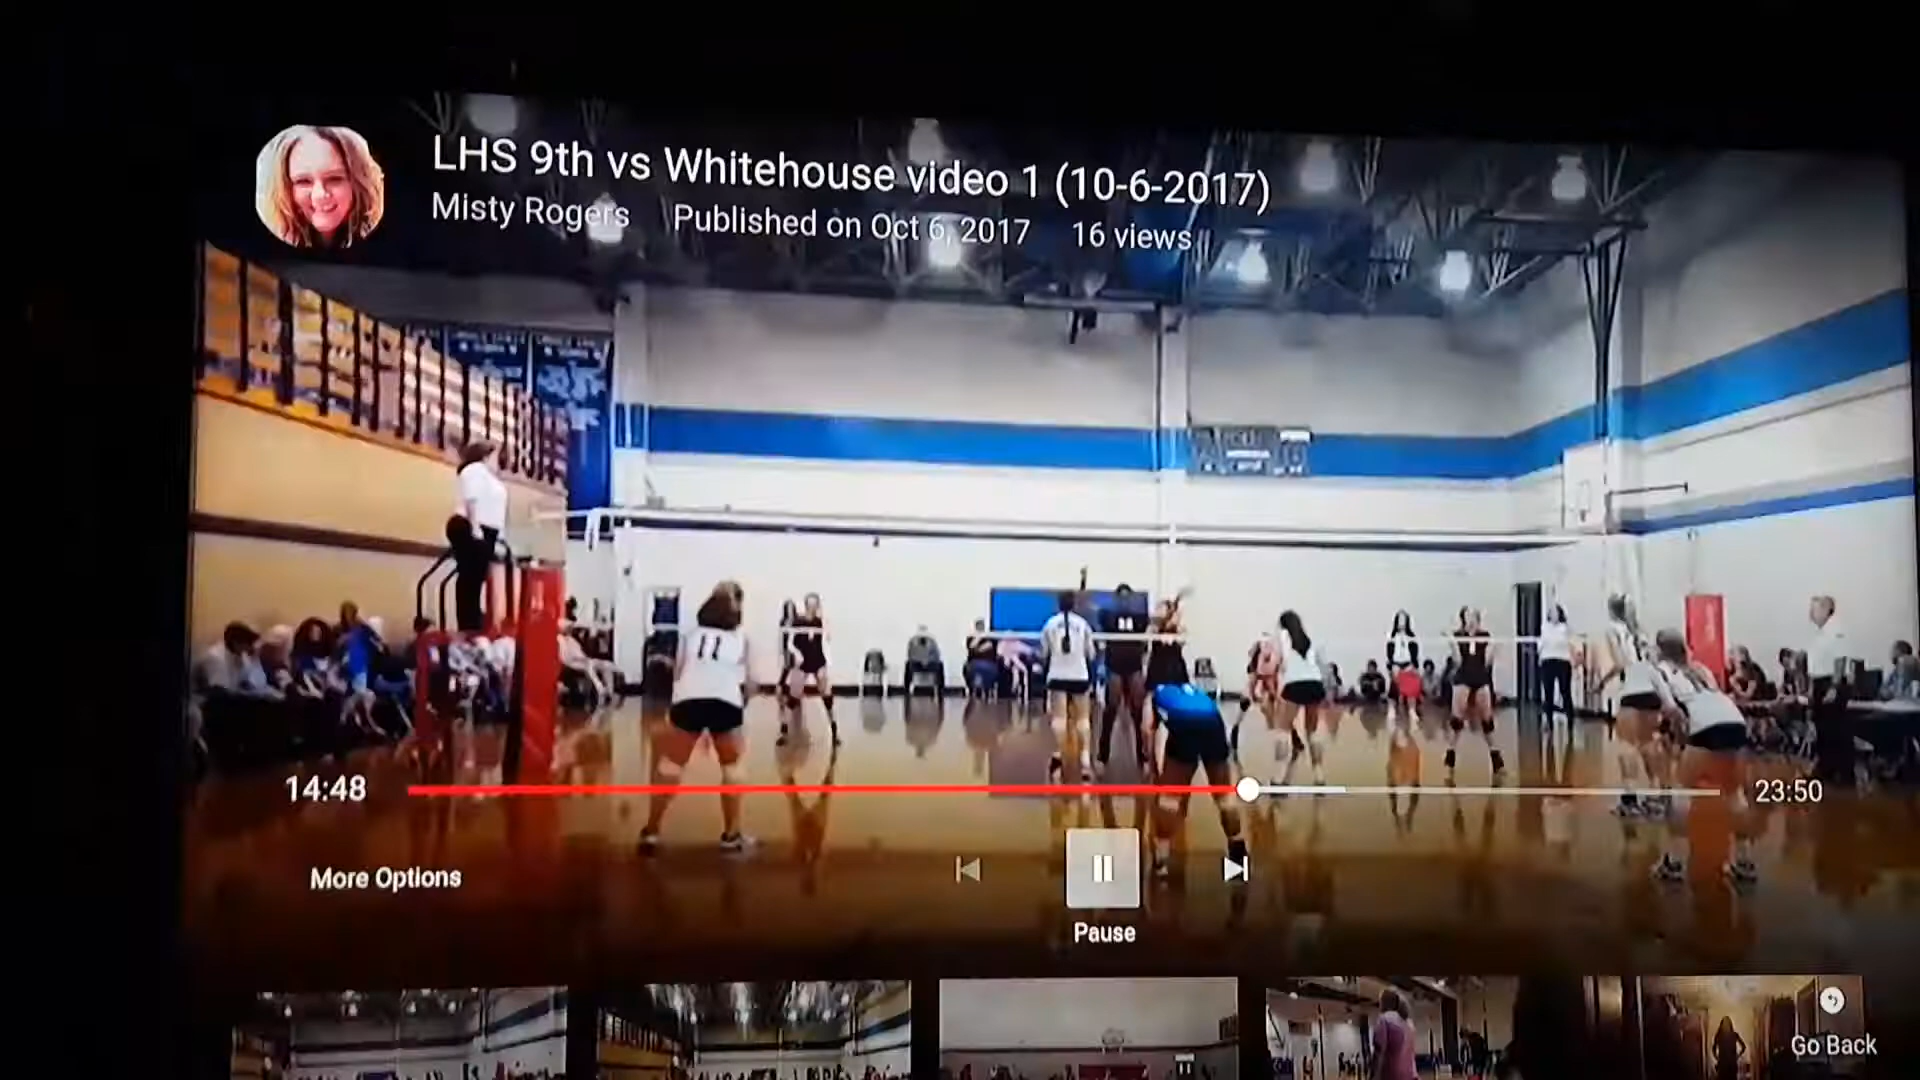 LHS 9th vs Whitehouse video 1 (10-6-2017)
Misty Rogers Published on Oct 6, 2017 16 views
11
14:48
23:50
More Options
Pause
Go Back